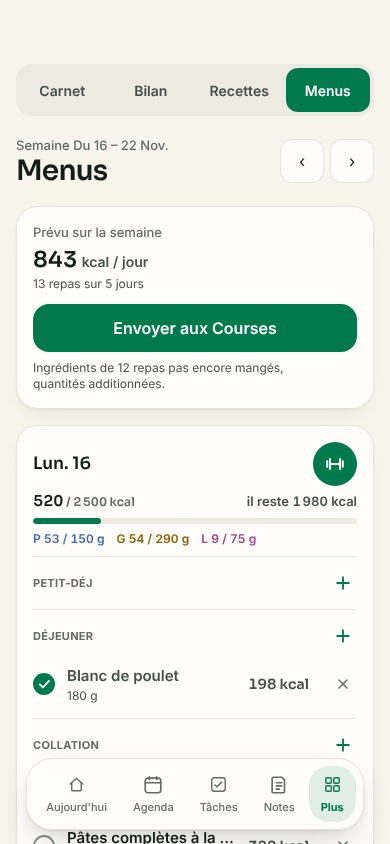 Carnet Bilan Recettes Menus
Semaine Du 16 – 22 Nov.
Menus
‹ ›
Prévu sur la semaine
843 kcal / jour
13 repas sur 5 jours
Envoyer aux Courses
Ingrédients de 12 repas pas encore mangés,
quantités additionnées.
Lun. 16
520 / 2 500 kcal il reste 1 980 kcal
P 53 / 150 g G 54 / 290 g L 9 / 75 g
PETIT-DÉJ
DÉJEUNER
Blanc de poulet 198 kcal
180 g
COLLATION
Pâtes complètes à la ...
Aujourd'hui Agenda Tâches Notes Plus